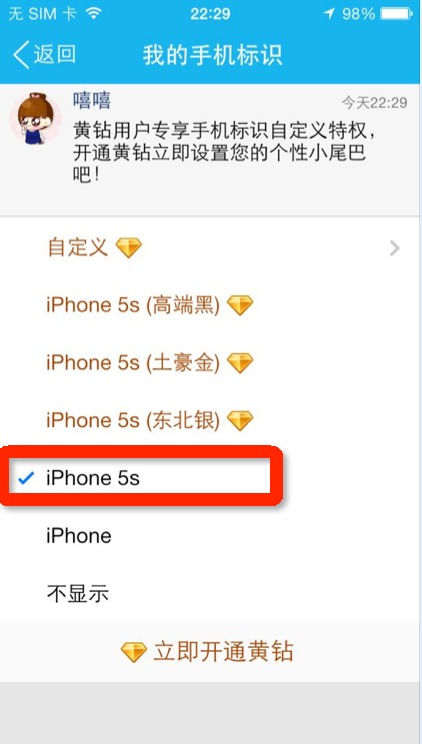 无 SIM 卡 22:29 98%
返回 我的手机标识
嘻嘻 今天22:29
黄钻用户专享手机标识自定义特权，
开通黄钻立即设置您的个性小尾巴
吧！
自定义
iPhone 5s (高端黑)
iPhone 5s (土豪金)
iPhone 5s (东北银)
iPhone 5s
iPhone
不显示
立即开通黄钻